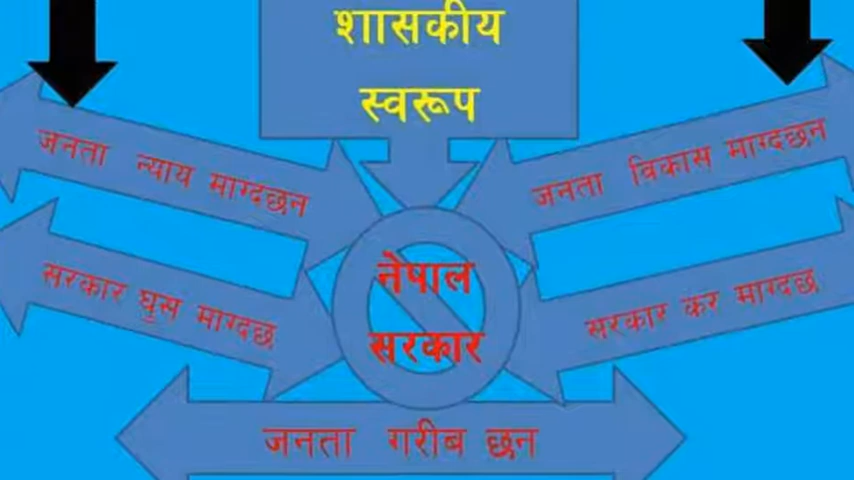 शासकीय
स्वरूप
जनता न्याय माग्दछन
जनता विकास माग्दछन
सरकार घुस माग्दछ
सरकार कर माग्दछ
नेपाल
सरकार
जनता गरीब छन